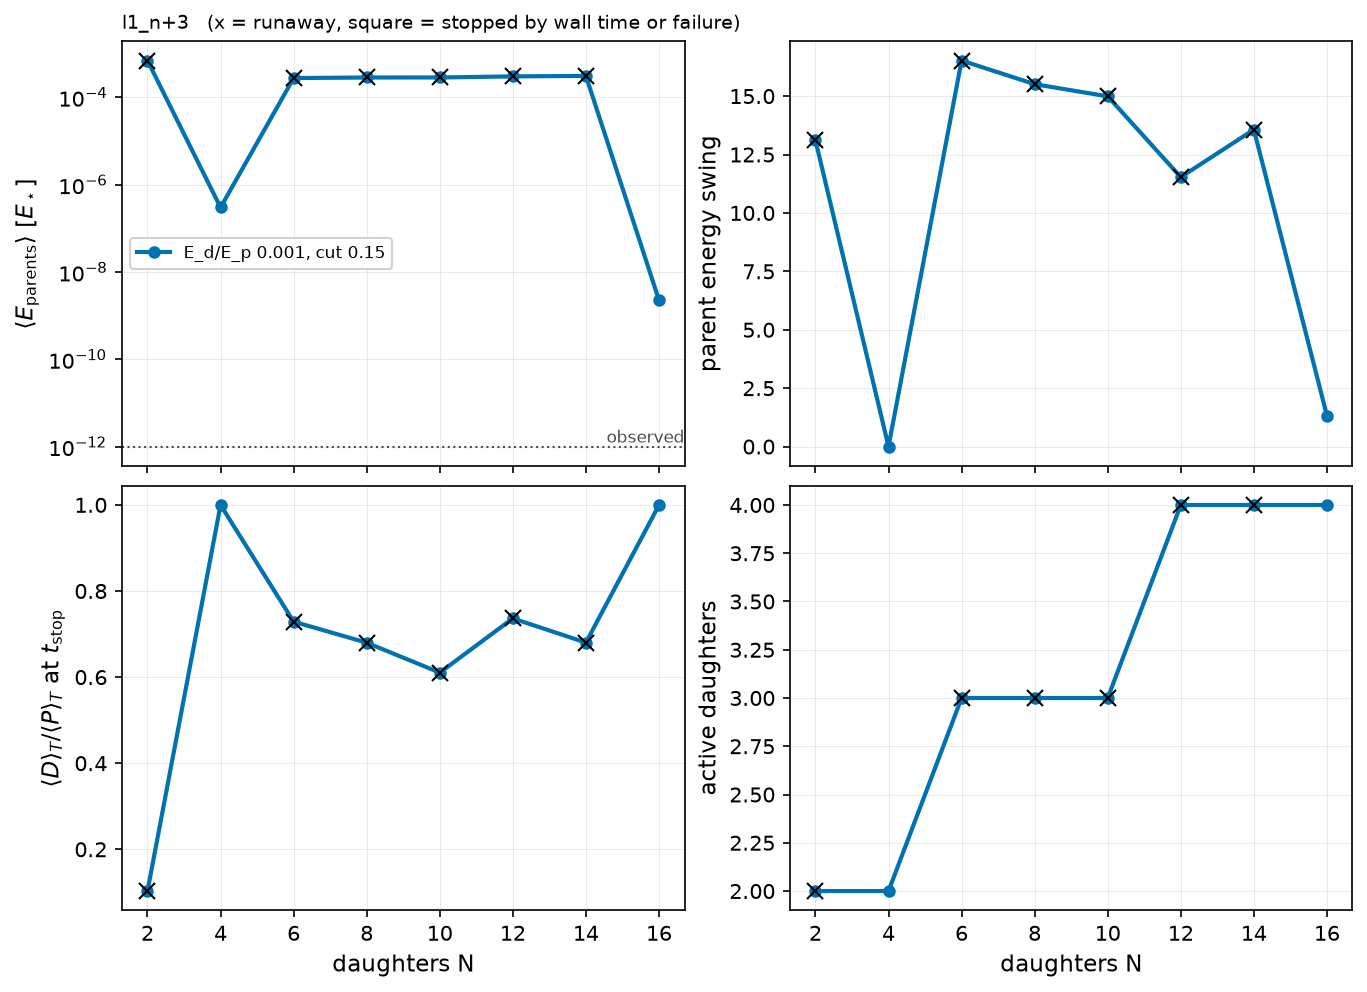 l1_n+3   (x = runaway, square = stopped by wall time or failure)
⟨E_parents⟩ [E_⋆]
10^−4
10^−6
10^−8
10^−10
10^−12
E_d/E_p 0.001, cut 0.15
observed
parent energy swing
15.0
12.5
10.0
7.5
5.0
2.5
0.0
⟨D⟩_T/⟨P⟩_T at t_stop
1.0
0.8
0.6
0.4
0.2
2 4 6 8 10 12 14 16
daughters N
active daughters
4.00
3.75
3.50
3.25
3.00
2.75
2.50
2.25
2.00
2 4 6 8 10 12 14 16
daughters N